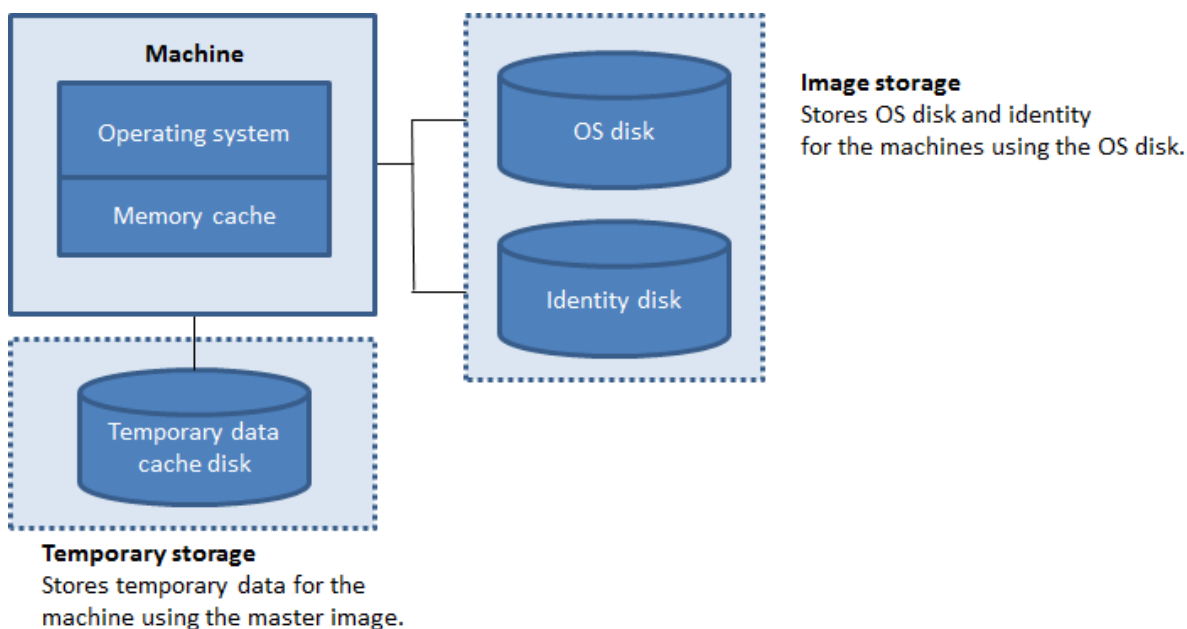 Machine
Operating system
Memory cache
OS disk
Identity disk
Image storage
Stores OS disk and identity
for the machines using the OS disk.
Temporary data
cache disk
Temporary storage
Stores temporary data for the
machine using the master image.